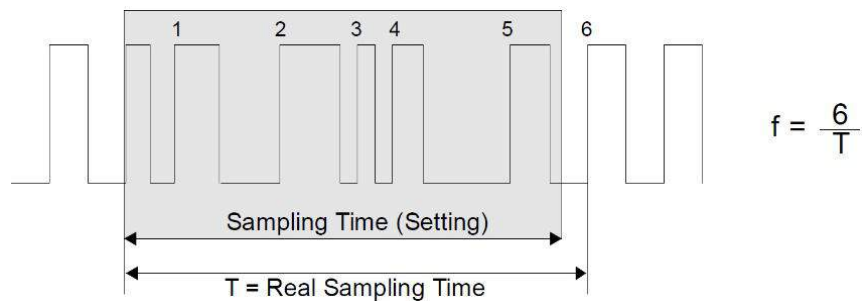 1 2 3 4 5 6
f = 6
T
Sampling Time (Setting)
T = Real Sampling Time